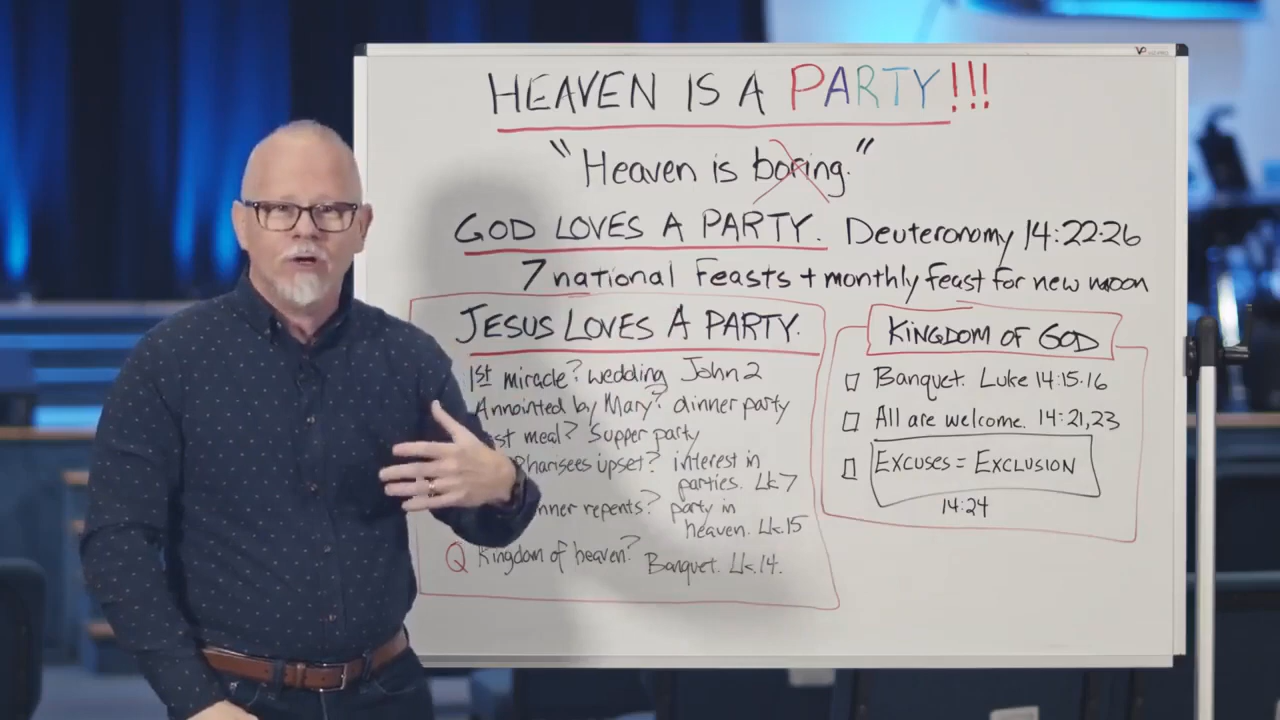 HEAVEN IS A PARTY!!!
"Heaven is boring."
GOD LOVES A PARTY. Deuteronomy 14:22-26
7 national Feasts + monthly feast for new moon
JESUS LOVES A PARTY.
1st miracle? wedding John 2
Annointed by Mary? dinner party
meal? Supper party
Pharisees upset? interest in
parties. Lk.7
repents? party in
heaven. Lk.15
Q Kingdom of heaven? Banquet. Lk.14.
KINGDOM OF GOD
Banquet. Luke 14:15-16
All are welcome. 14:21,23
EXCUSES = EXCLUSION
14:24